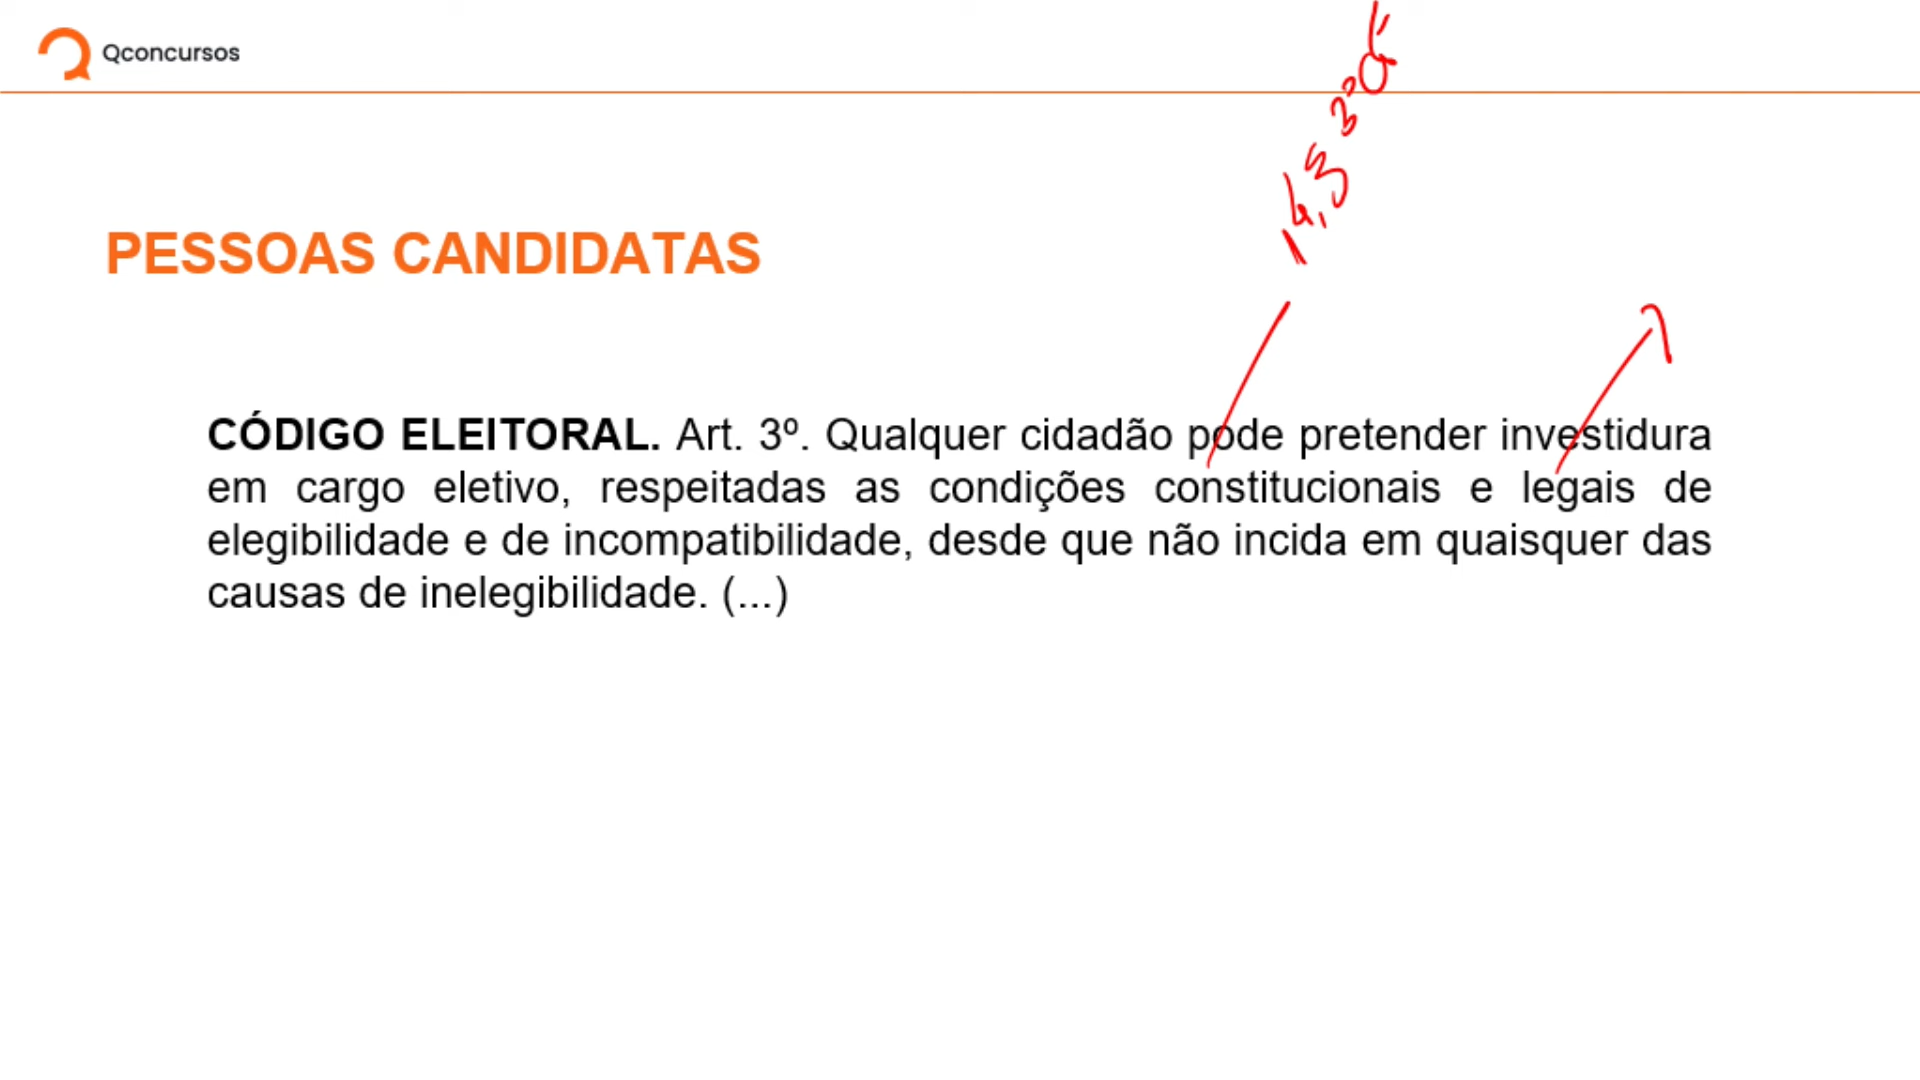 Qconcursos
PESSOAS CANDIDATAS
CÓDIGO ELEITORAL. Art. 3º. Qualquer cidadão pode pretender investidura
em cargo eletivo, respeitadas as condições constitucionais e legais de
elegibilidade e de incompatibilidade, desde que não incida em quaisquer das
causas de inelegibilidade. (...)